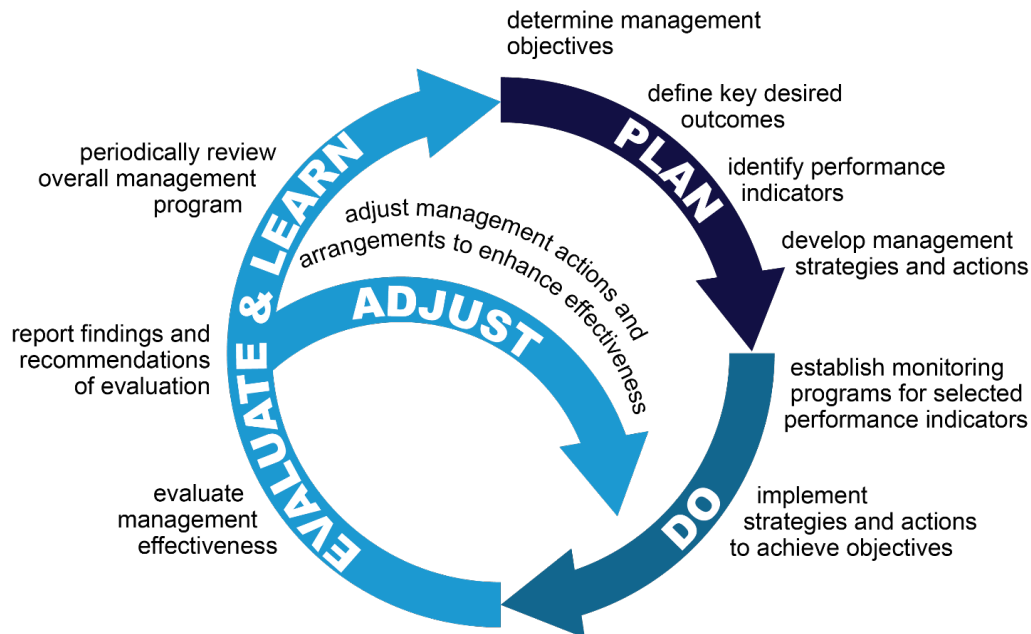 determine management
objectives
define key desired
outcomes
PLAN
identify performance
indicators
develop management
strategies and actions
establish monitoring
programs for selected
performance indicators
DO
implement
strategies and actions
to achieve objectives
evaluate
management
effectiveness
EVALUATE & LEARN
report findings and
recommendations
of evaluation
periodically review
overall management
program
adjust management actions and
arrangements to enhance effectiveness
ADJUST